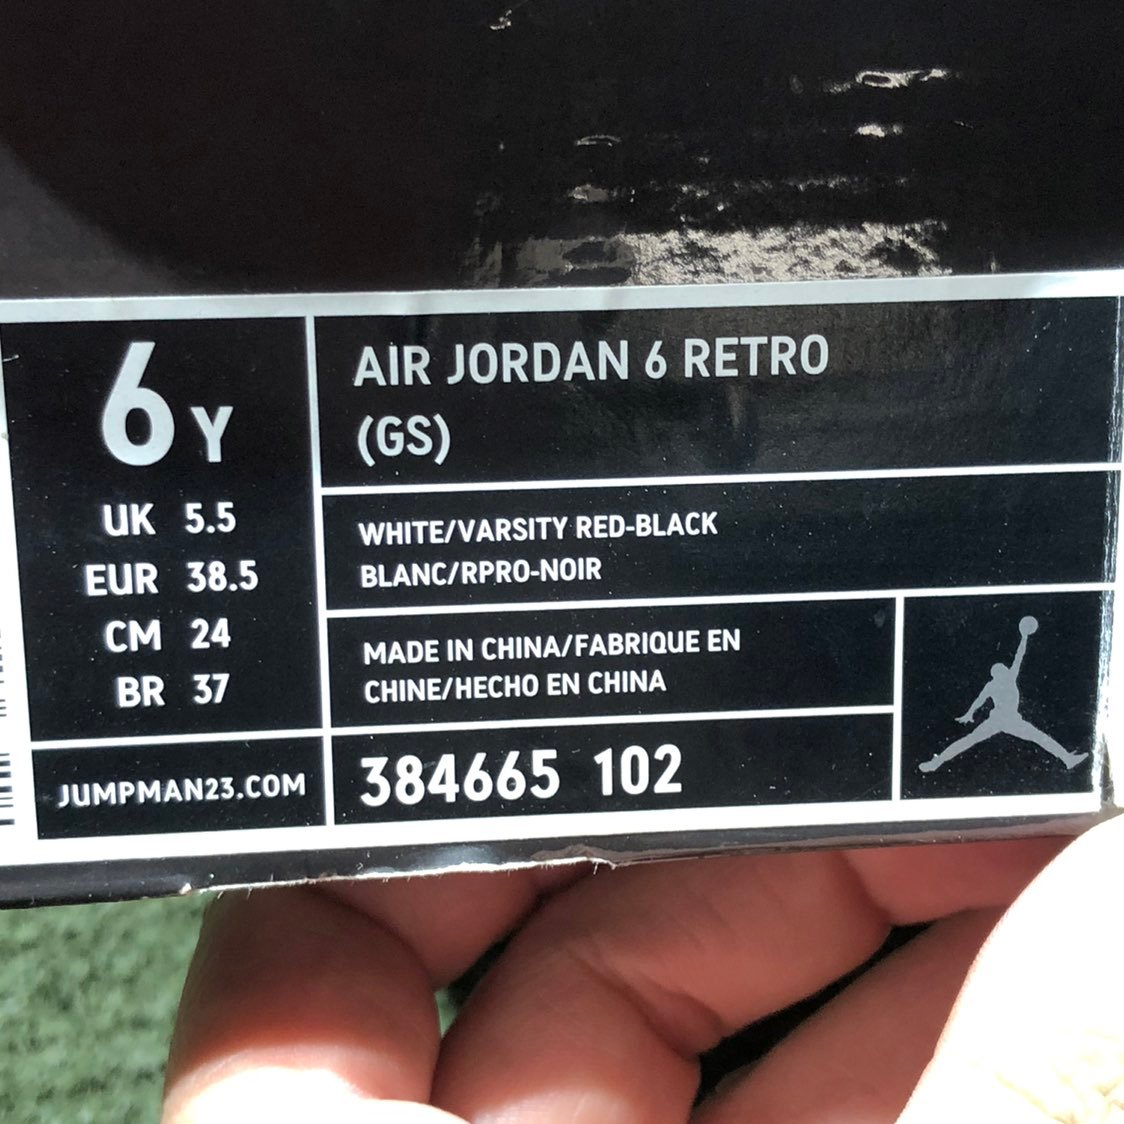 6 Y
UK 5.5
EUR 38.5
CM 24
BR 37
JUMPMAN23.COM
AIR JORDAN 6 RETRO
(GS)
WHITE/VARSITY RED-BLACK
BLANC/RPRO-NOIR
MADE IN CHINA/FABRIQUE EN
CHINE/HECHO EN CHINA
384665 102